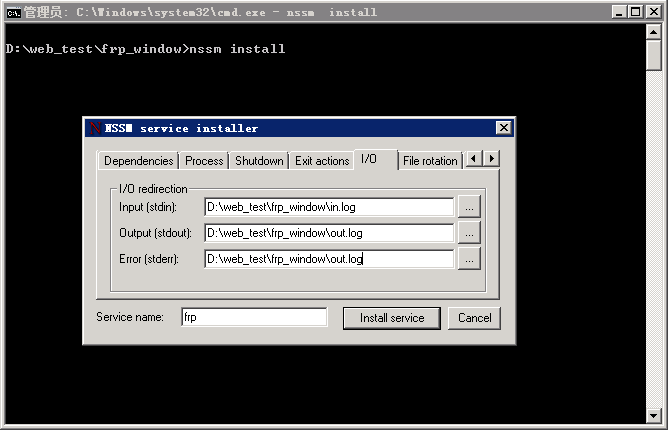 管理员: C:\Windows\system32\cmd.exe - nssm  install
D:\web_test\frp_window>nssm install
NSSM service installer
Dependencies Process Shutdown Exit actions I/O File rotation
I/O redirection
Input (stdin): D:\web_test\frp_window\in.log ...
Output (stdout): D:\web_test\frp_window\out.log ...
Error (stderr): D:\web_test\frp_window\out.log ...
Service name: frp Install service Cancel